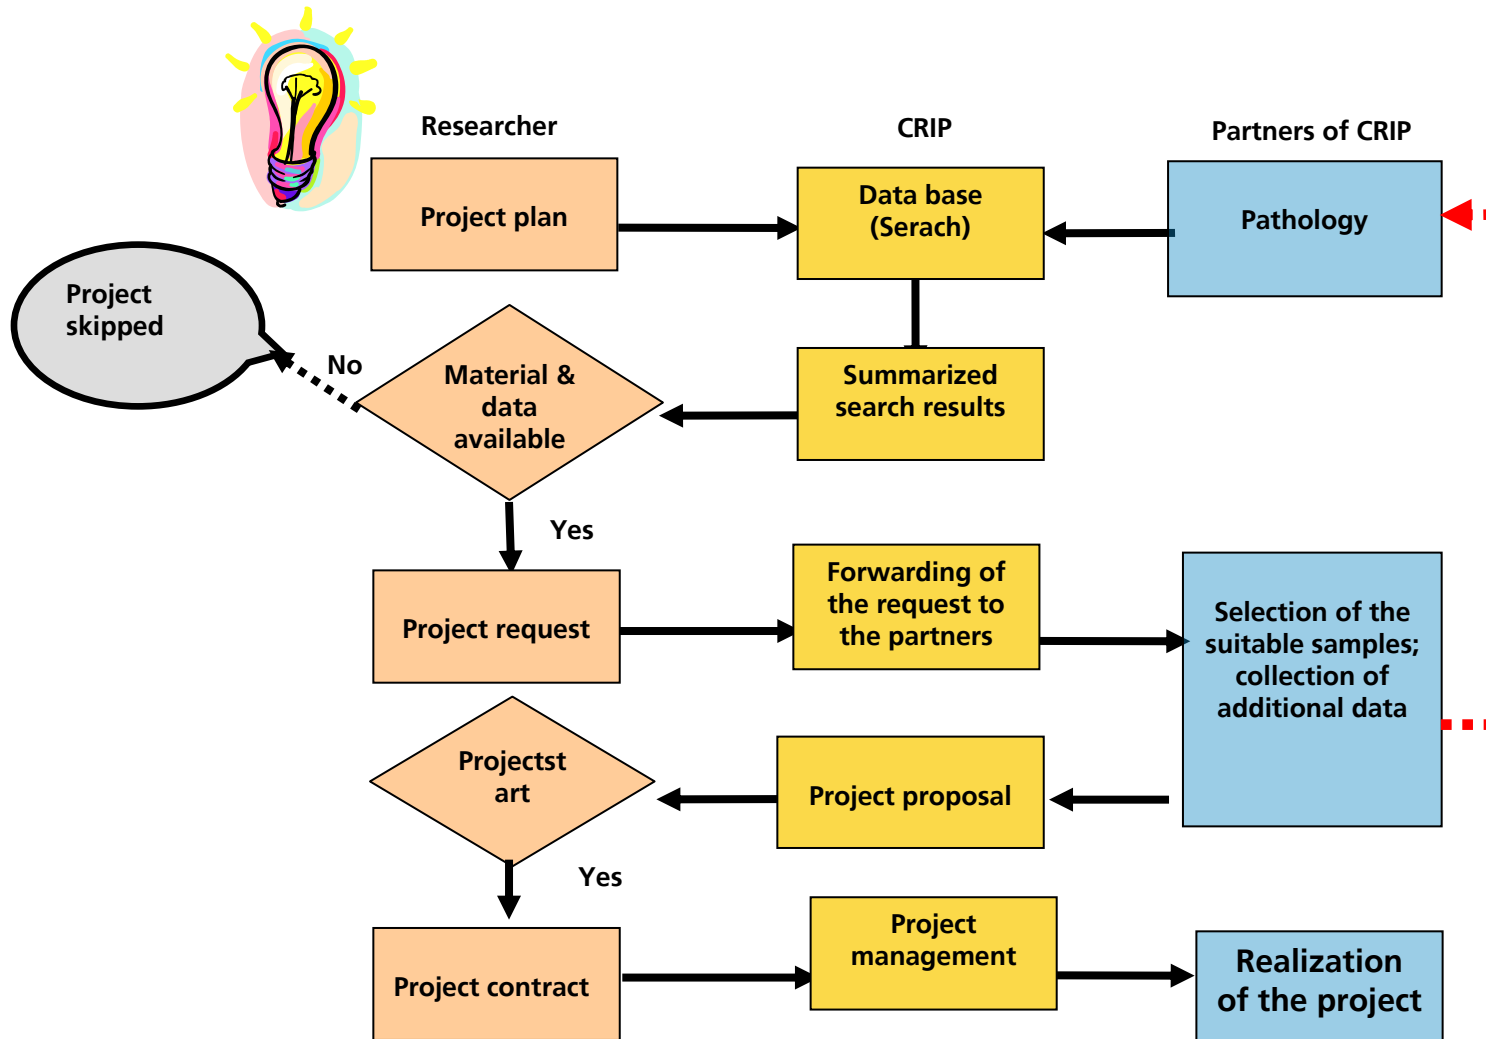 Researcher
CRIP
Partners of CRIP
Project plan
Data base
(Serach)
Pathology
Project
skipped
No
Material &
data
available
Summarized
search results
Yes
Project request
Forwarding of
the request to
the partners
Selection of the
suitable samples;
collection of
additional data
Projectst
art
Project proposal
Yes
Project contract
Project
management
Realization
of the project